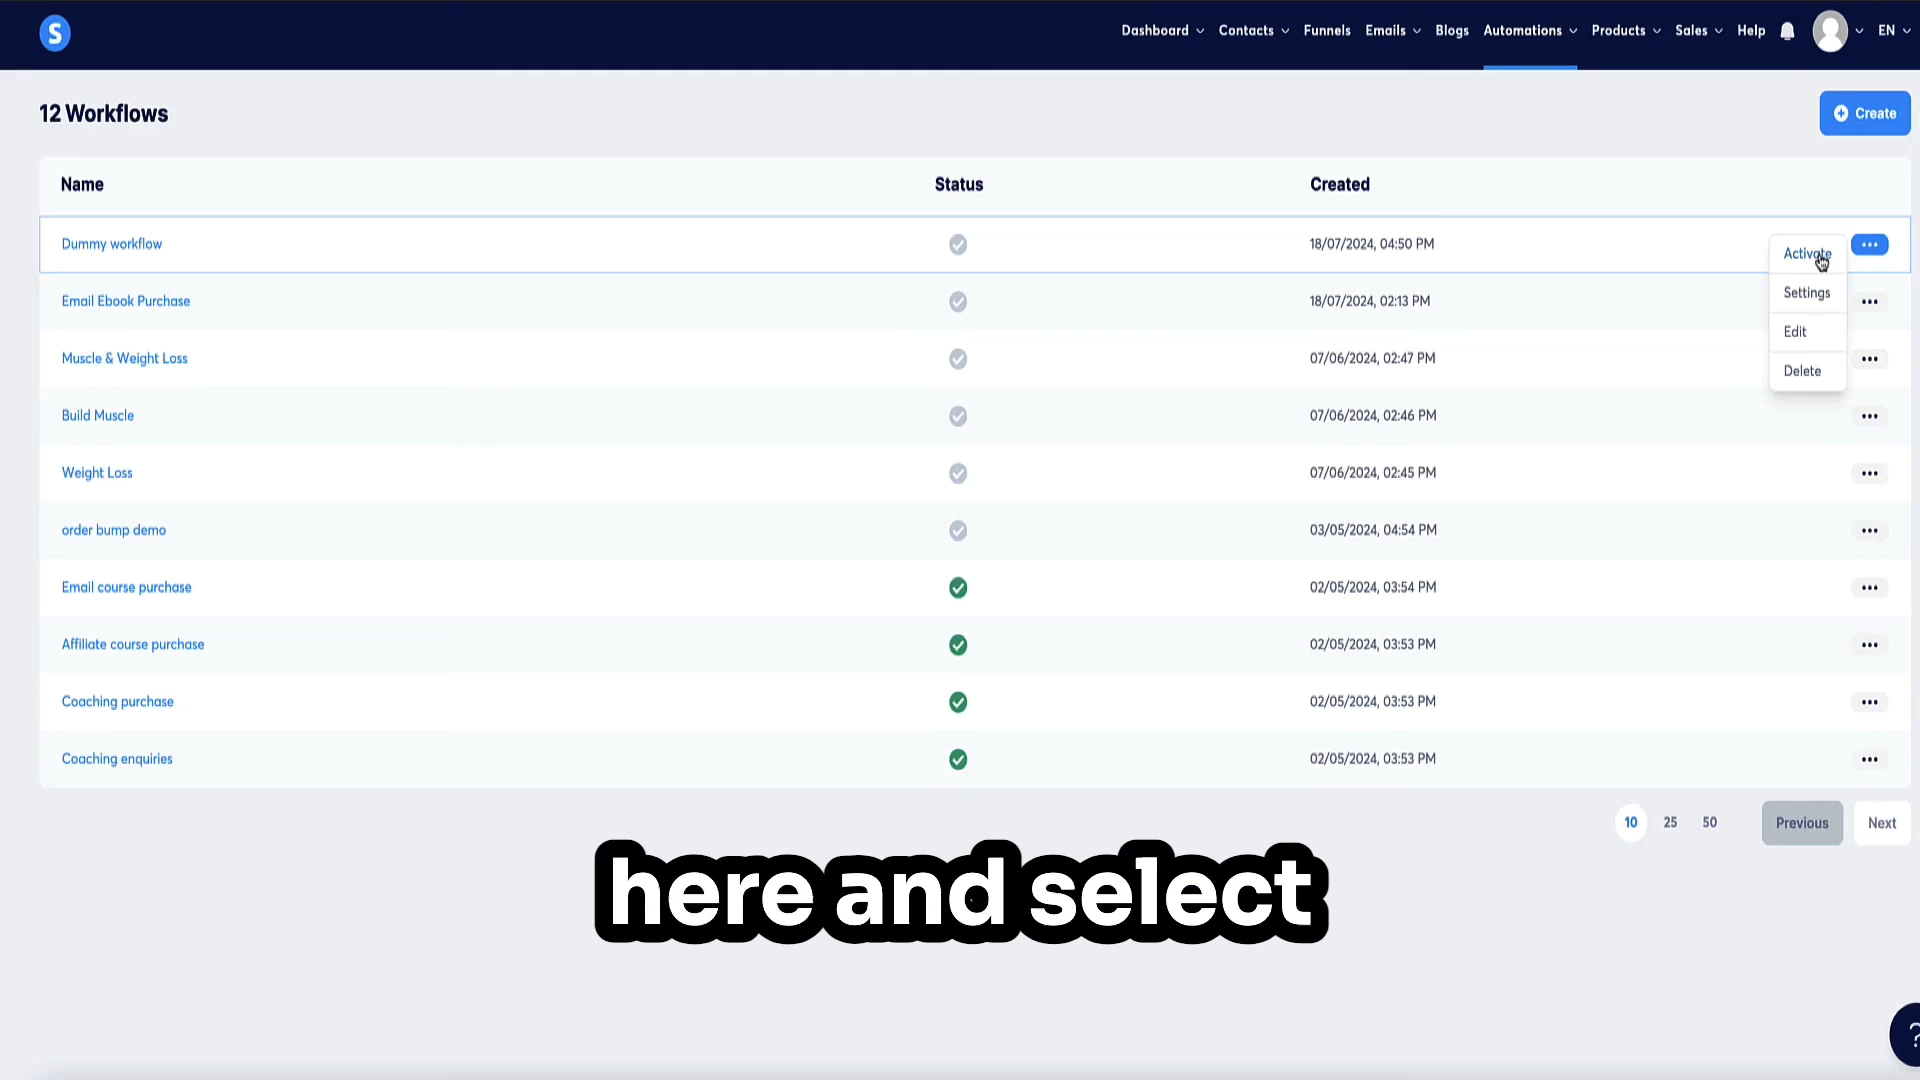 S
Dashboard Contacts Funnels Emails Blogs Automations Products Sales Help EN
12 Workflows
Create
Name Status Created
Dummy workflow 18/07/2024, 04:50 PM ...
Activate
Email Ebook Purchase 18/07/2024, 02:13 PM Settings ...
Edit
Muscle & Weight Loss 07/06/2024, 02:47 PM ...
Delete
Build Muscle 07/06/2024, 02:46 PM ...
Weight Loss 07/06/2024, 02:45 PM ...
order bump demo 03/05/2024, 04:54 PM ...
Email course purchase 02/05/2024, 03:54 PM ...
Affiliate course purchase 02/05/2024, 03:53 PM ...
Coaching purchase 02/05/2024, 03:53 PM ...
Coaching enquiries 02/05/2024, 03:53 PM ...
10 25 50 Previous Next
here and select
?